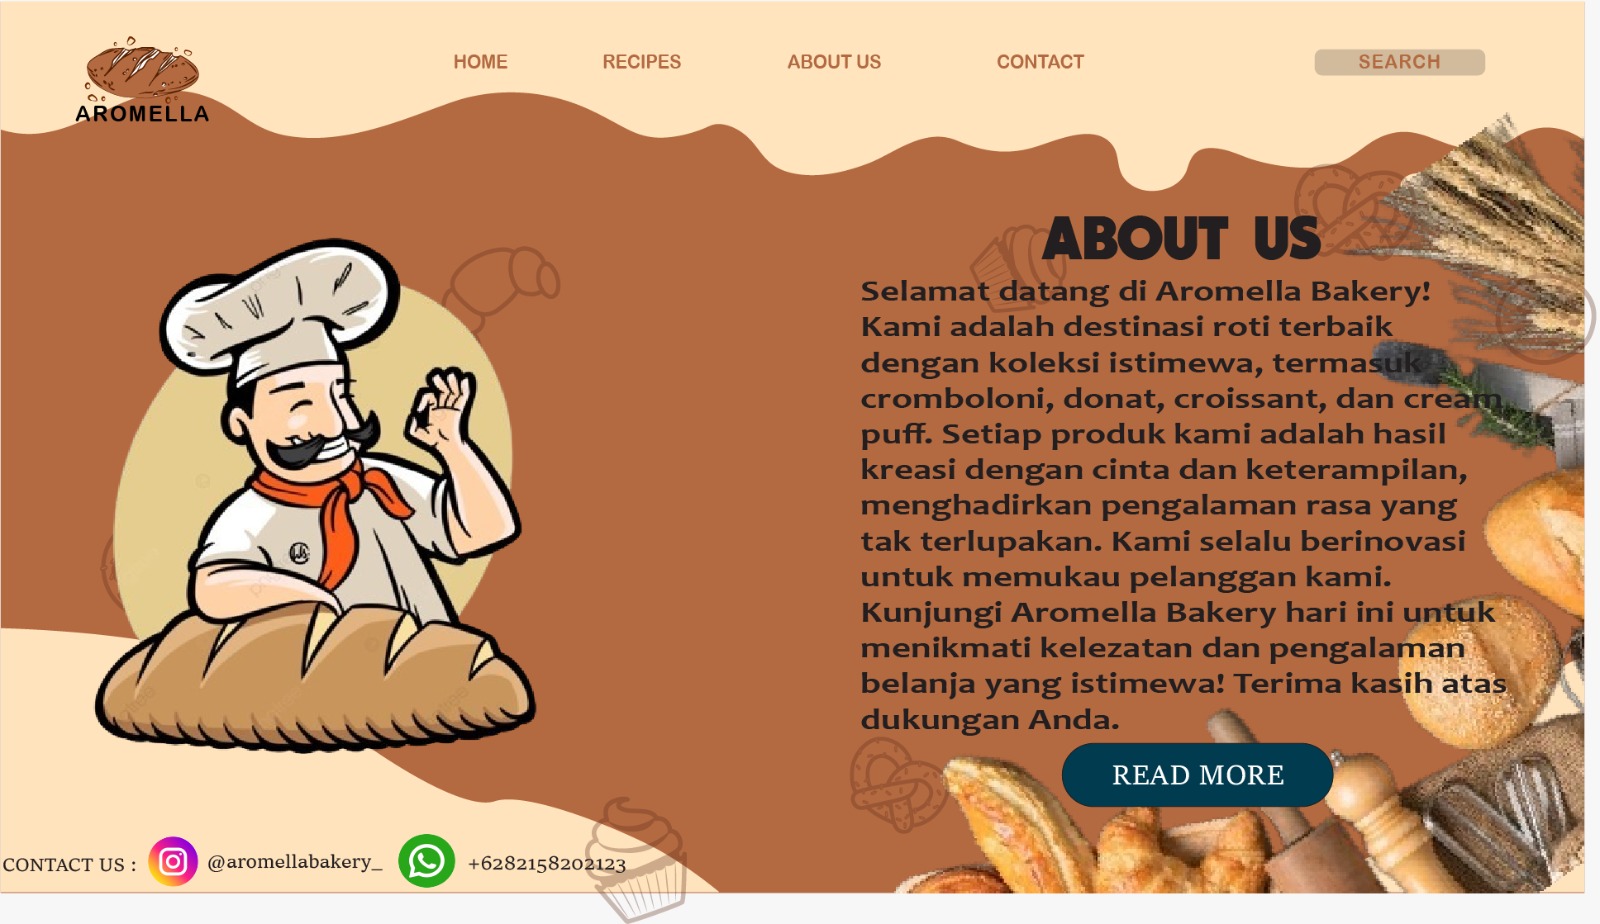 AROMELLA
HOME RECIPES ABOUT US CONTACT SEARCH
ABOUT US
Selamat datang di Aromella Bakery!
Kami adalah destinasi roti terbaik
dengan koleksi istimewa, termasuk
cromboloni, donat, croissant, dan cream
puff. Setiap produk kami adalah hasil
kreasi dengan cinta dan keterampilan,
menghadirkan pengalaman rasa yang
tak terlupakan. Kami selalu berinovasi
untuk memukau pelanggan kami.
Kunjungi Aromella Bakery hari ini untuk
menikmati kelezatan dan pengalaman
belanja yang istimewa! Terima kasih atas
dukungan Anda.
READ MORE
CONTACT US : @aromellabakery_ +6282158202123